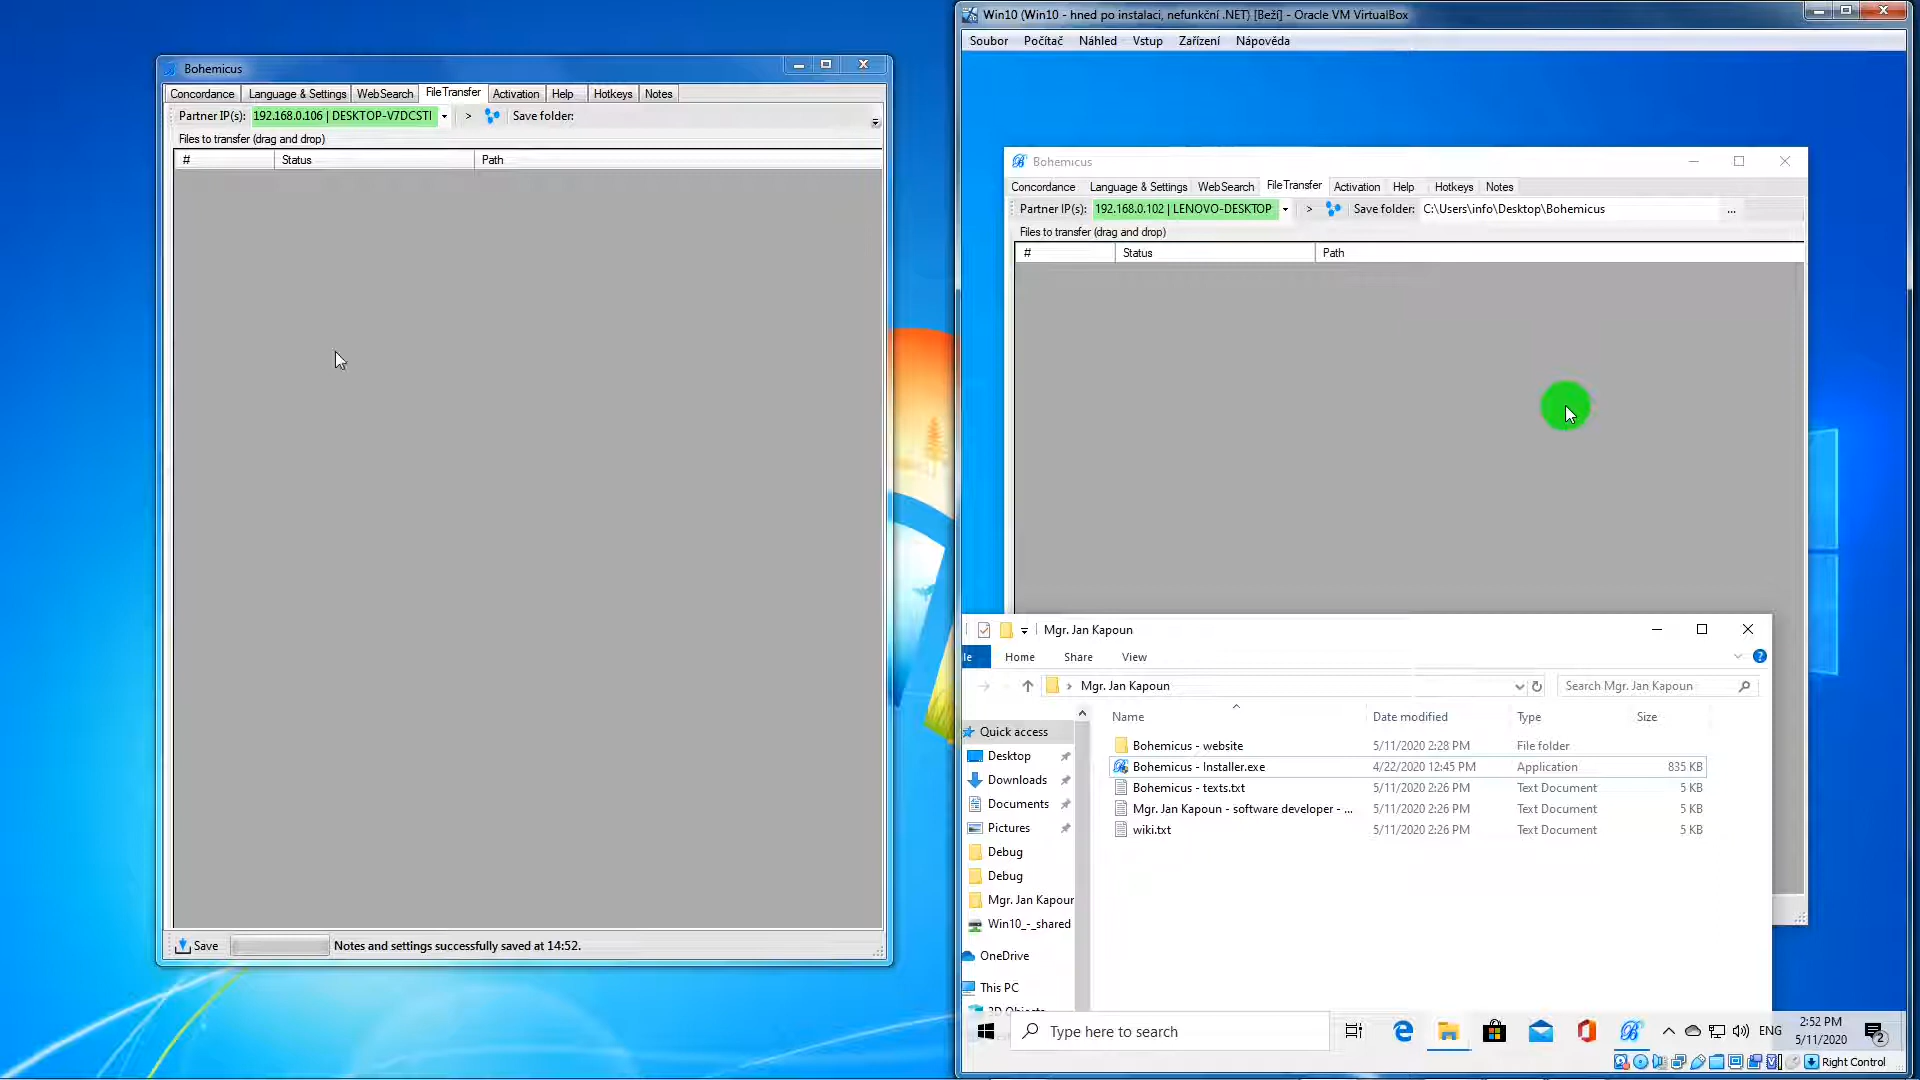 Win10 (Win10 - hned po instalaci, nefunkční .NET) [Beží] - Oracle VM VirtualBox
Soubor Počítač Náhled Vstup Zařízení Nápověda
Bohemicus
Concordance Language & Settings WebSearch FileTransfer Activation Help Hotkeys Notes
Partner IP(s): 192.168.0.106 | DESKTOP-V7DCSTI > Save folder:
Files to transfer (drag and drop)
# Status Path
Save Notes and settings successfully saved at 14:52.
Bohemicus
Concordance Language & Settings WebSearch FileTransfer Activation Help Hotkeys Notes
Partner IP(s): 192.168.0.102 | LENOVO-DESKTOP > Save folder: C:\Users\info\Desktop\Bohemicus ...
Files to transfer (drag and drop)
# Status Path
Mgr. Jan Kapoun
le Home Share View
Mgr. Jan Kapoun Search Mgr. Jan Kapoun
Name Date modified Type Size
Quick access
Desktop
Downloads
Documents
Pictures
Debug
Debug
Mgr. Jan Kapour
Win10_-_shared
OneDrive
This PC
Bohemicus - website 5/11/2020 2:28 PM File folder
Bohemicus - Installer.exe 4/22/2020 12:45 PM Application 835 KB
Bohemicus - texts.txt 5/11/2020 2:26 PM Text Document 5 KB
Mgr. Jan Kapoun - software developer - ... 5/11/2020 2:26 PM Text Document 5 KB
wiki.txt 5/11/2020 2:26 PM Text Document 5 KB
Type here to search
ENG
2:52 PM
5/11/2020
2
Right Control